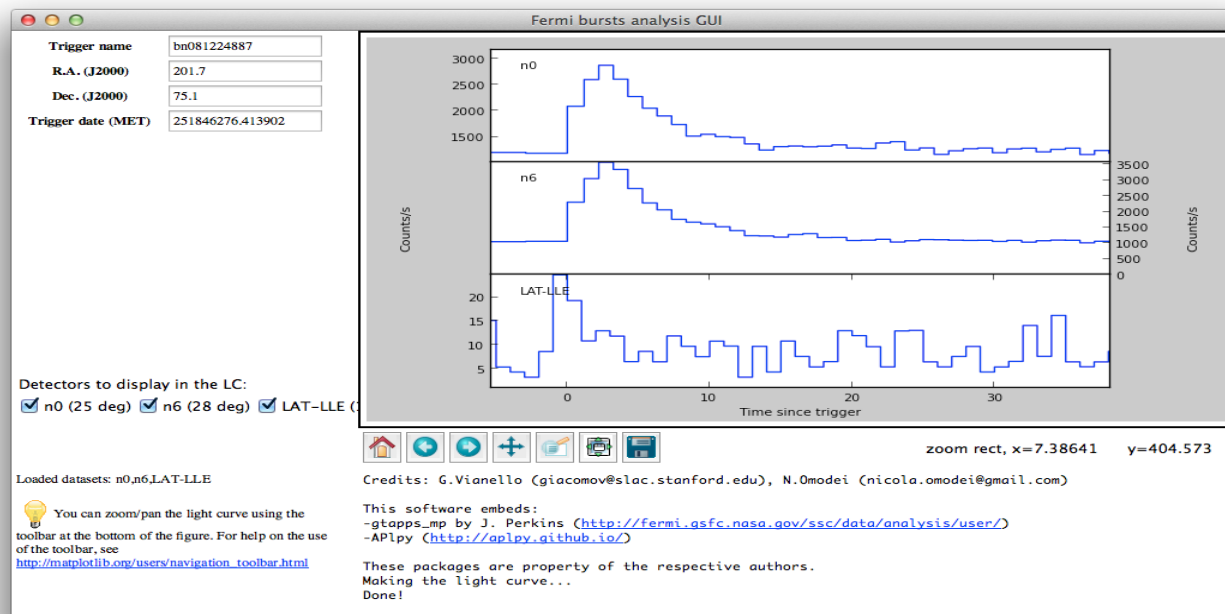 Fermi bursts analysis GUI
Trigger name bn081224887
R.A. (J2000) 201.7
Dec. (J2000) 75.1
Trigger date (MET) 251846276.413902
Detectors to display in the LC:
n0 (25 deg) n6 (28 deg) LAT-LLE (
n0
3000
2500
2000
1500
n6
3500
3000
2500
2000
1500
1000
500
0
Counts/s
Counts/s
LAT-LLE
20
15
10
5
0 10 20 30
Time since trigger
zoom rect, x=7.38641 y=404.573
Loaded datasets: n0,n6,LAT-LLE
You can zoom/pan the light curve using the
toolbar at the bottom of the figure. For help on the use
of the toolbar, see
http://matplotlib.org/users/navigation_toolbar.html
Credits: G.Vianello (giacomov@slac.stanford.edu), N.Omodei (nicola.omodei@gmail.com)
This software embeds:
-gtapps_mp by J. Perkins (http://fermi.gsfc.nasa.gov/ssc/data/analysis/user/)
-APlpy (http://aplpy.github.io/)
These packages are property of the respective authors.
Making the light curve...
Done!